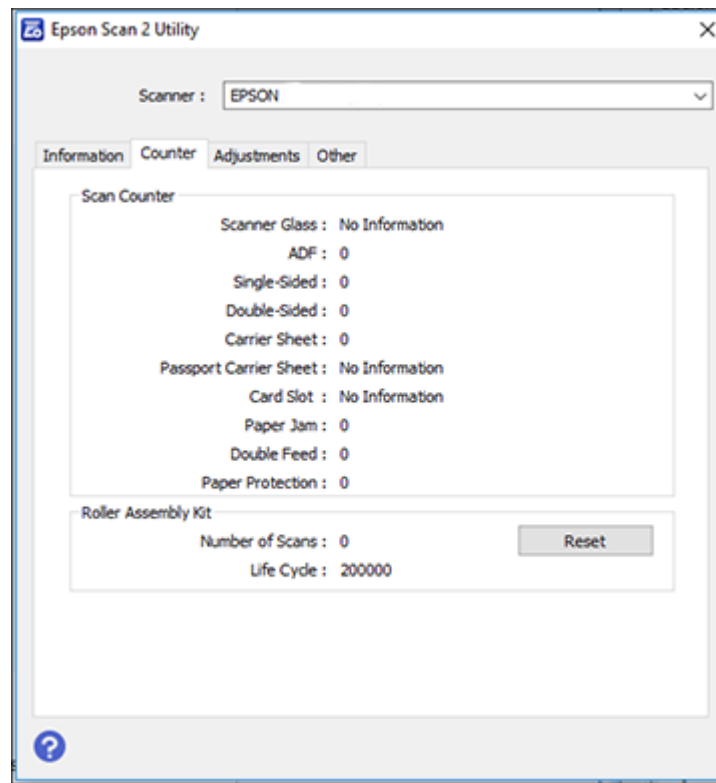 Epson Scan 2 Utility
Scanner : EPSON
Information Counter Adjustments Other
Scan Counter
Scanner Glass : No Information
ADF : 0
Single-Sided : 0
Double-Sided : 0
Carrier Sheet : 0
Passport Carrier Sheet : No Information
Card Slot : No Information
Paper Jam : 0
Double Feed : 0
Paper Protection : 0
Roller Assembly Kit
Number of Scans : 0 Reset
Life Cycle : 200000
?